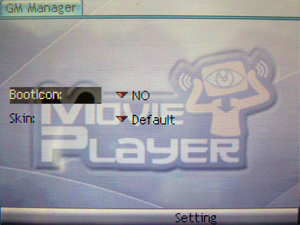 GM Manager
BootIcon: NO
MOVIE
Skin: Default
PLAYER
Setting